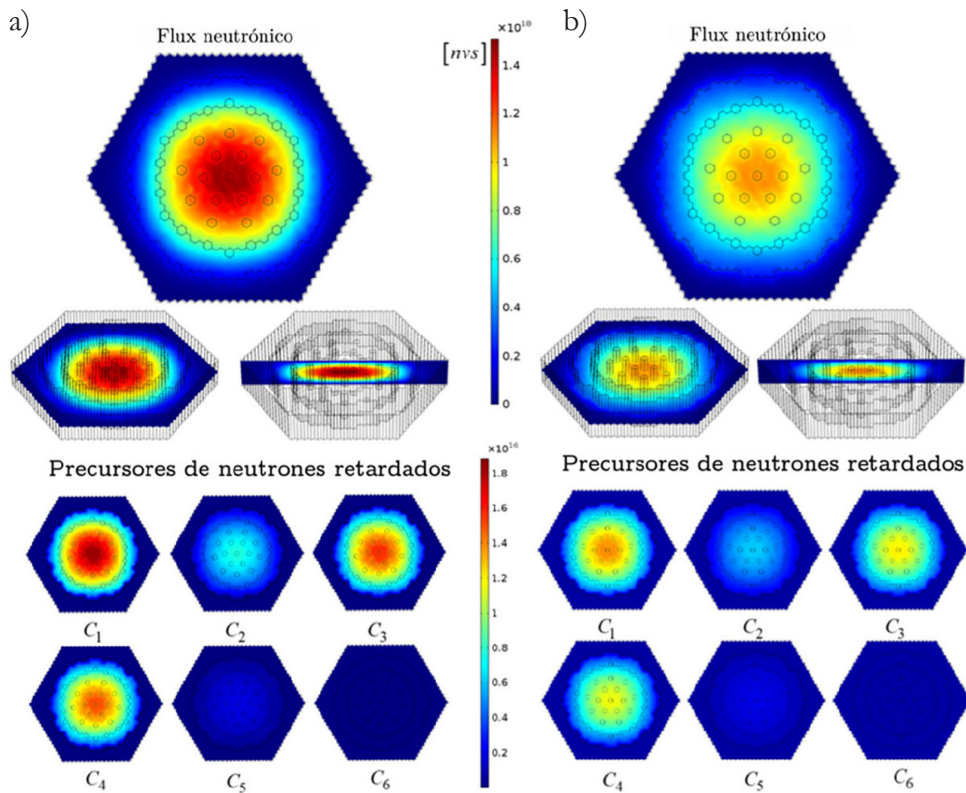 a)
Flux neutrónico
[nvs]
×10¹⁸
1.4
1.2
1
0.8
0.6
0.4
0.2
0
b)
Flux neutrónico
Precursores de neutrones retardados
×10¹⁶
1.8
1.6
1.4
1.2
1
0.8
0.6
0.4
0.2
Precursores de neutrones retardados
C₁ C₂ C₃
C₄ C₅ C₆
C₁ C₂ C₃
C₄ C₅ C₆